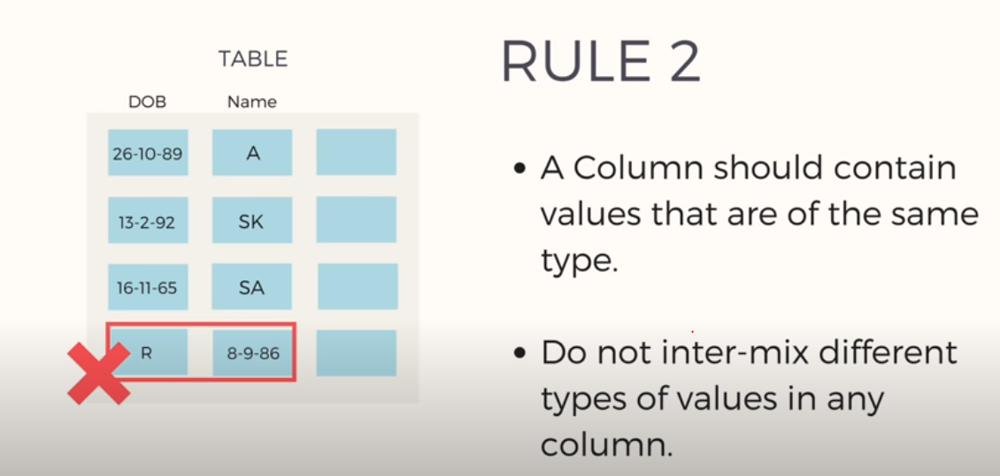 TABLE
DOB Name
26-10-89 A
13-2-92 SK
16-11-65 SA
R 8-9-86
RULE 2
• A Column should contain
values that are of the same
type.
• Do not inter-mix different
types of values in any
column.